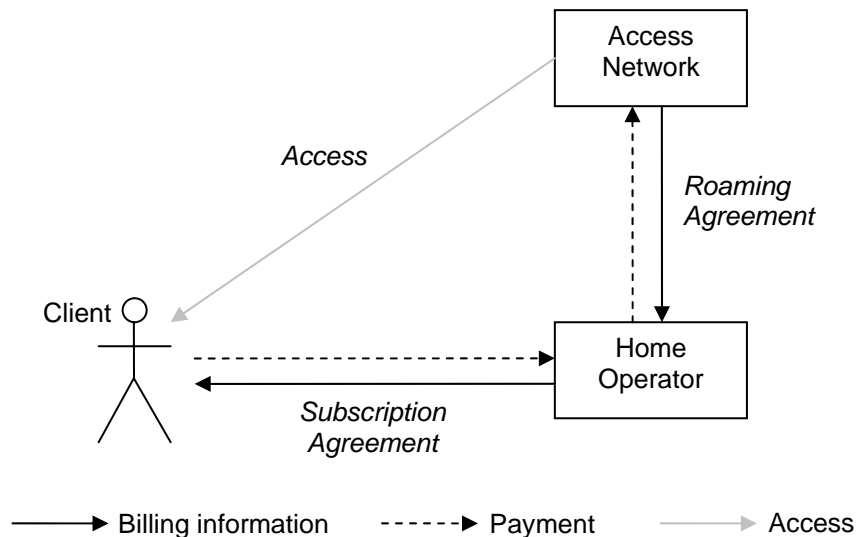 Access
Network
Access
Roaming
Agreement
Client
Home
Operator
Subscription
Agreement
Billing information
Payment
Access